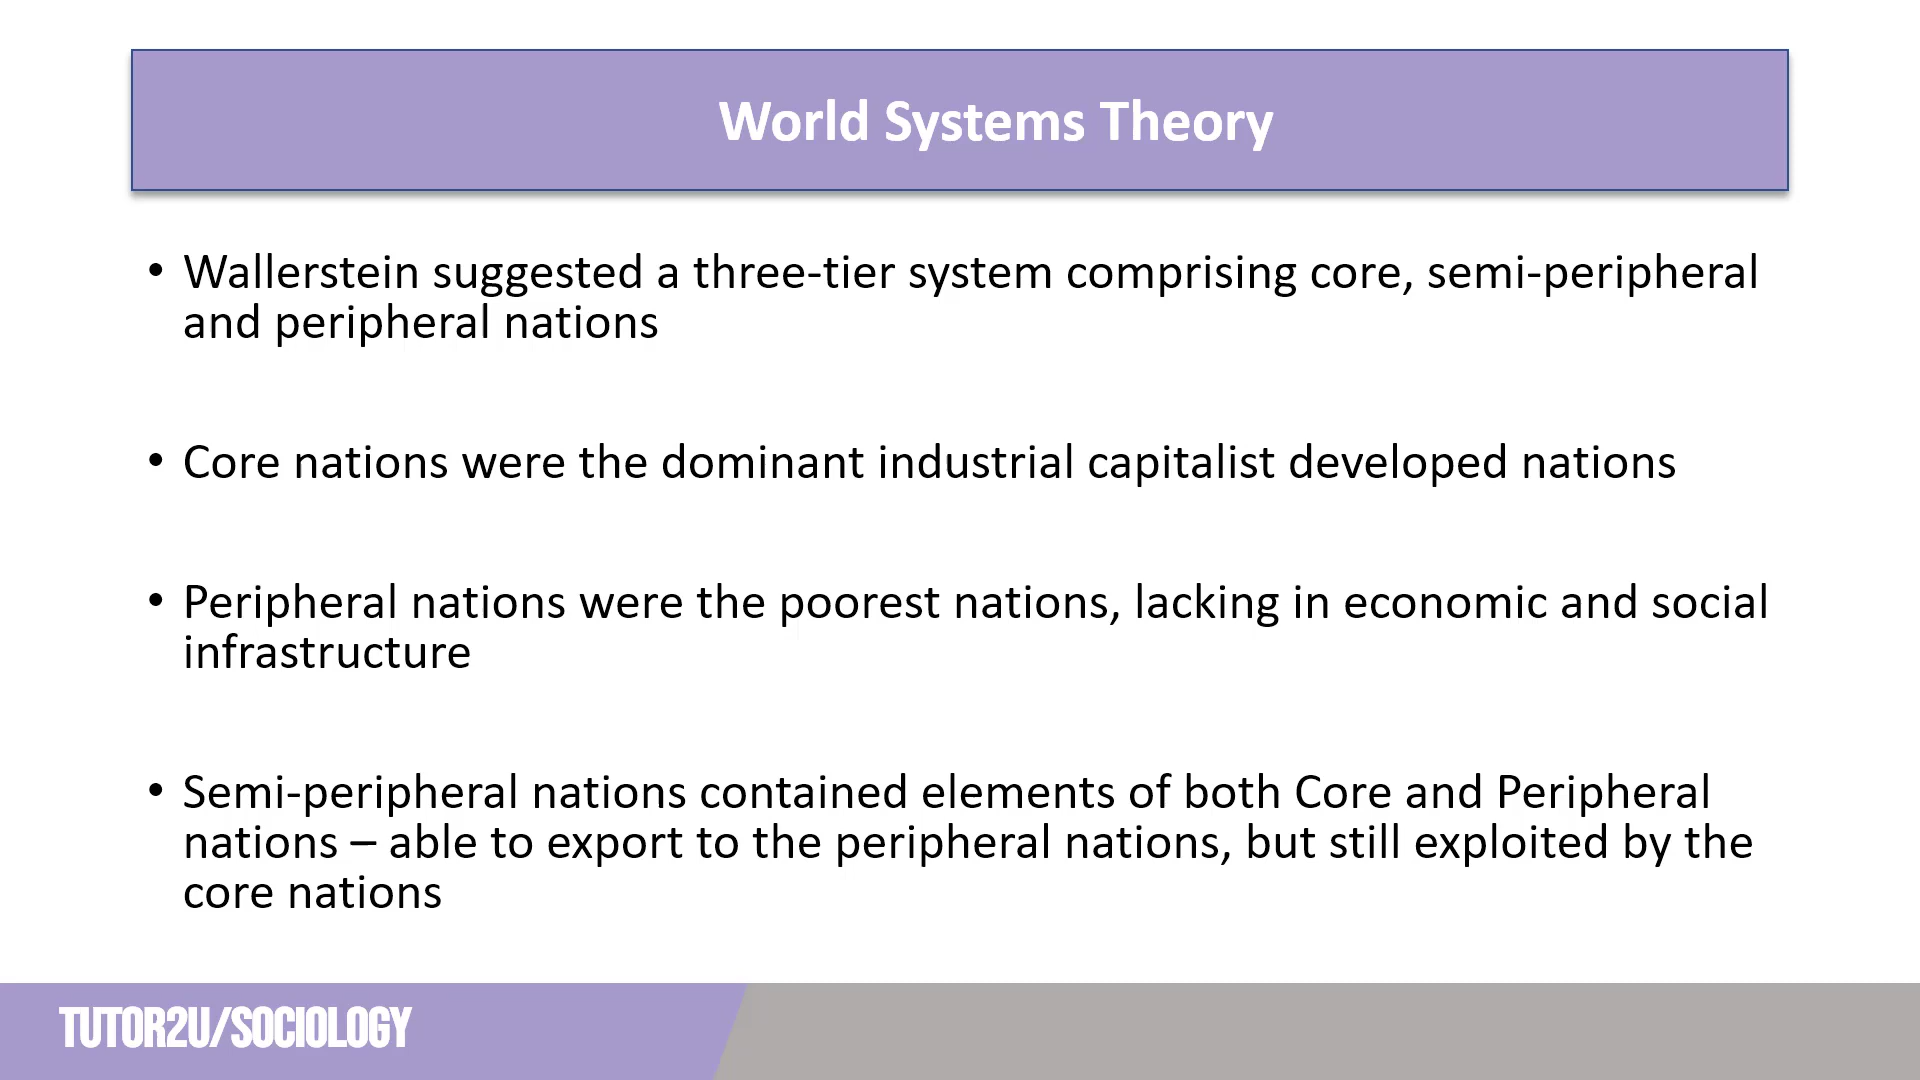 World Systems Theory
• Wallerstein suggested a three-tier system comprising core, semi-peripheral
and peripheral nations
• Core nations were the dominant industrial capitalist developed nations
• Peripheral nations were the poorest nations, lacking in economic and social
infrastructure
• Semi-peripheral nations contained elements of both Core and Peripheral
nations – able to export to the peripheral nations, but still exploited by the
core nations
TUTOR2U/SOCIOLOGY